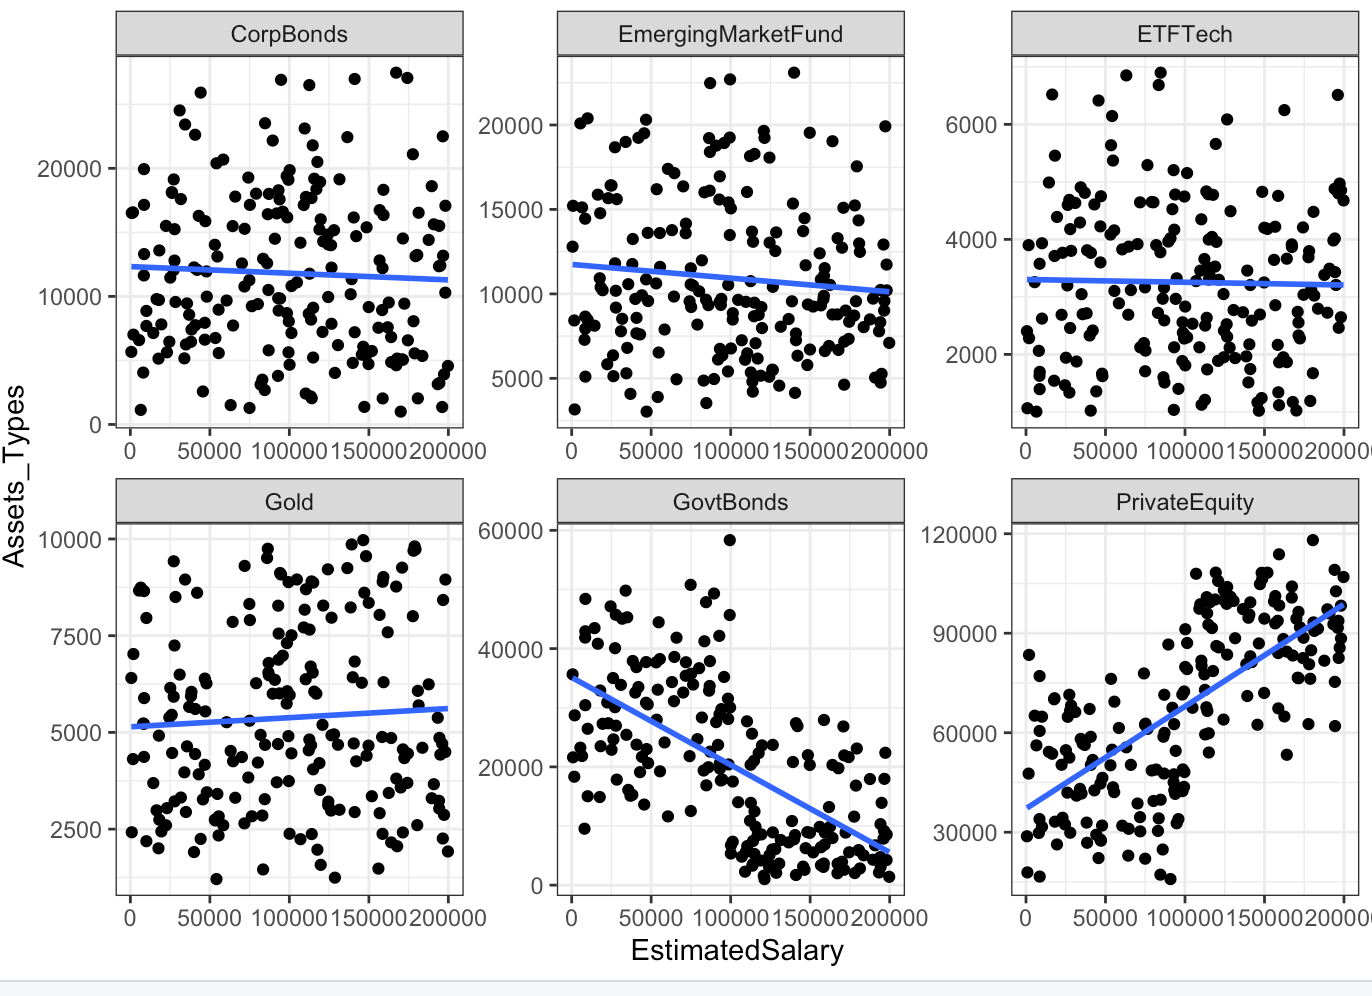 CorpBonds EmergingMarketFund ETFTech
20000
10000
0
0 50000 100000 150000 200000
20000
15000
10000
5000
0 50000 100000 150000 200000
6000
4000
2000
0 50000 100000 150000 200000
Assets_Types
Gold GovtBonds PrivateEquity
10000
7500
5000
2500
0 50000 100000 150000 200000
60000
40000
20000
0
0 50000 100000 150000 200000
120000
90000
60000
30000
0 50000 100000 150000 200000
EstimatedSalary